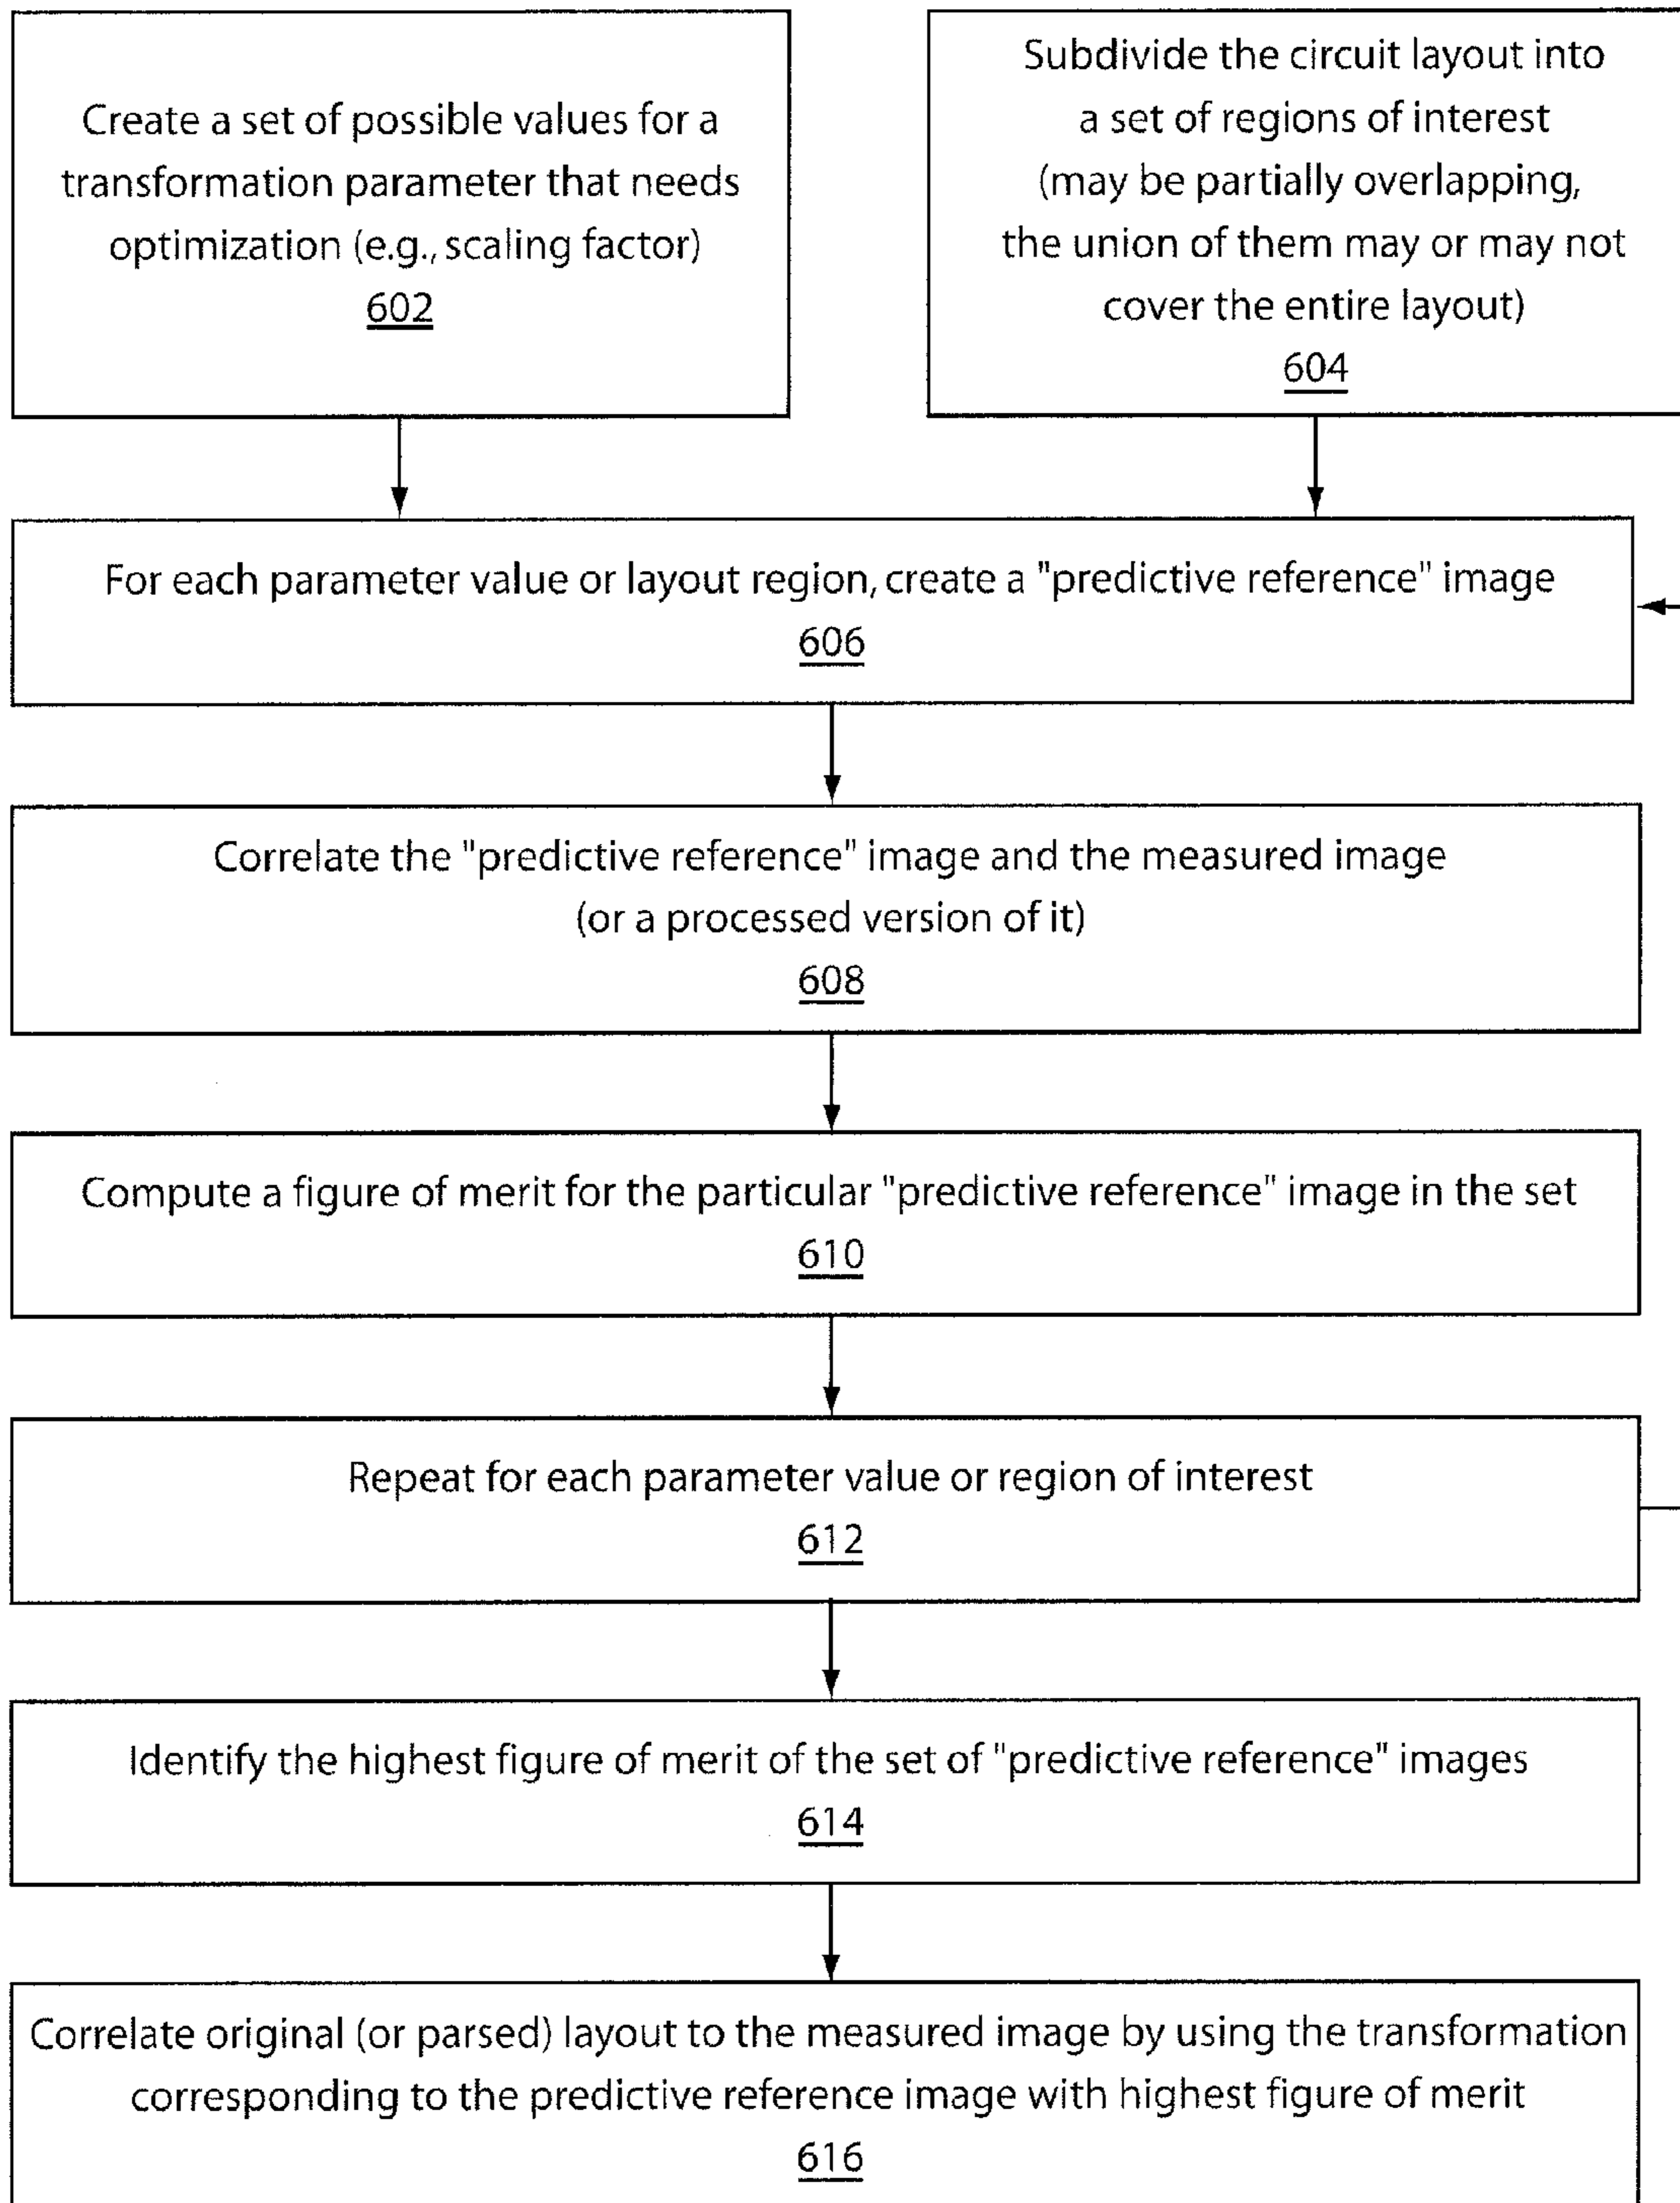 Create a set of possible values for a
transformation parameter that needs
optimization (e.g., scaling factor)
602
Subdivide the circuit layout into
a set of regions of interest
(may be partially overlapping,
the union of them may or may not
cover the entire layout)
604
For each parameter value or layout region, create a "predictive reference" image
606
Correlate the "predictive reference" image and the measured image
(or a processed version of it)
608
Compute a figure of merit for the particular "predictive reference" image in the set
610
Repeat for each parameter value or region of interest
612
Identify the highest figure of merit of the set of "predictive reference" images
614
Correlate original (or parsed) layout to the measured image by using the transformation
corresponding to the predictive reference image with highest figure of merit
616